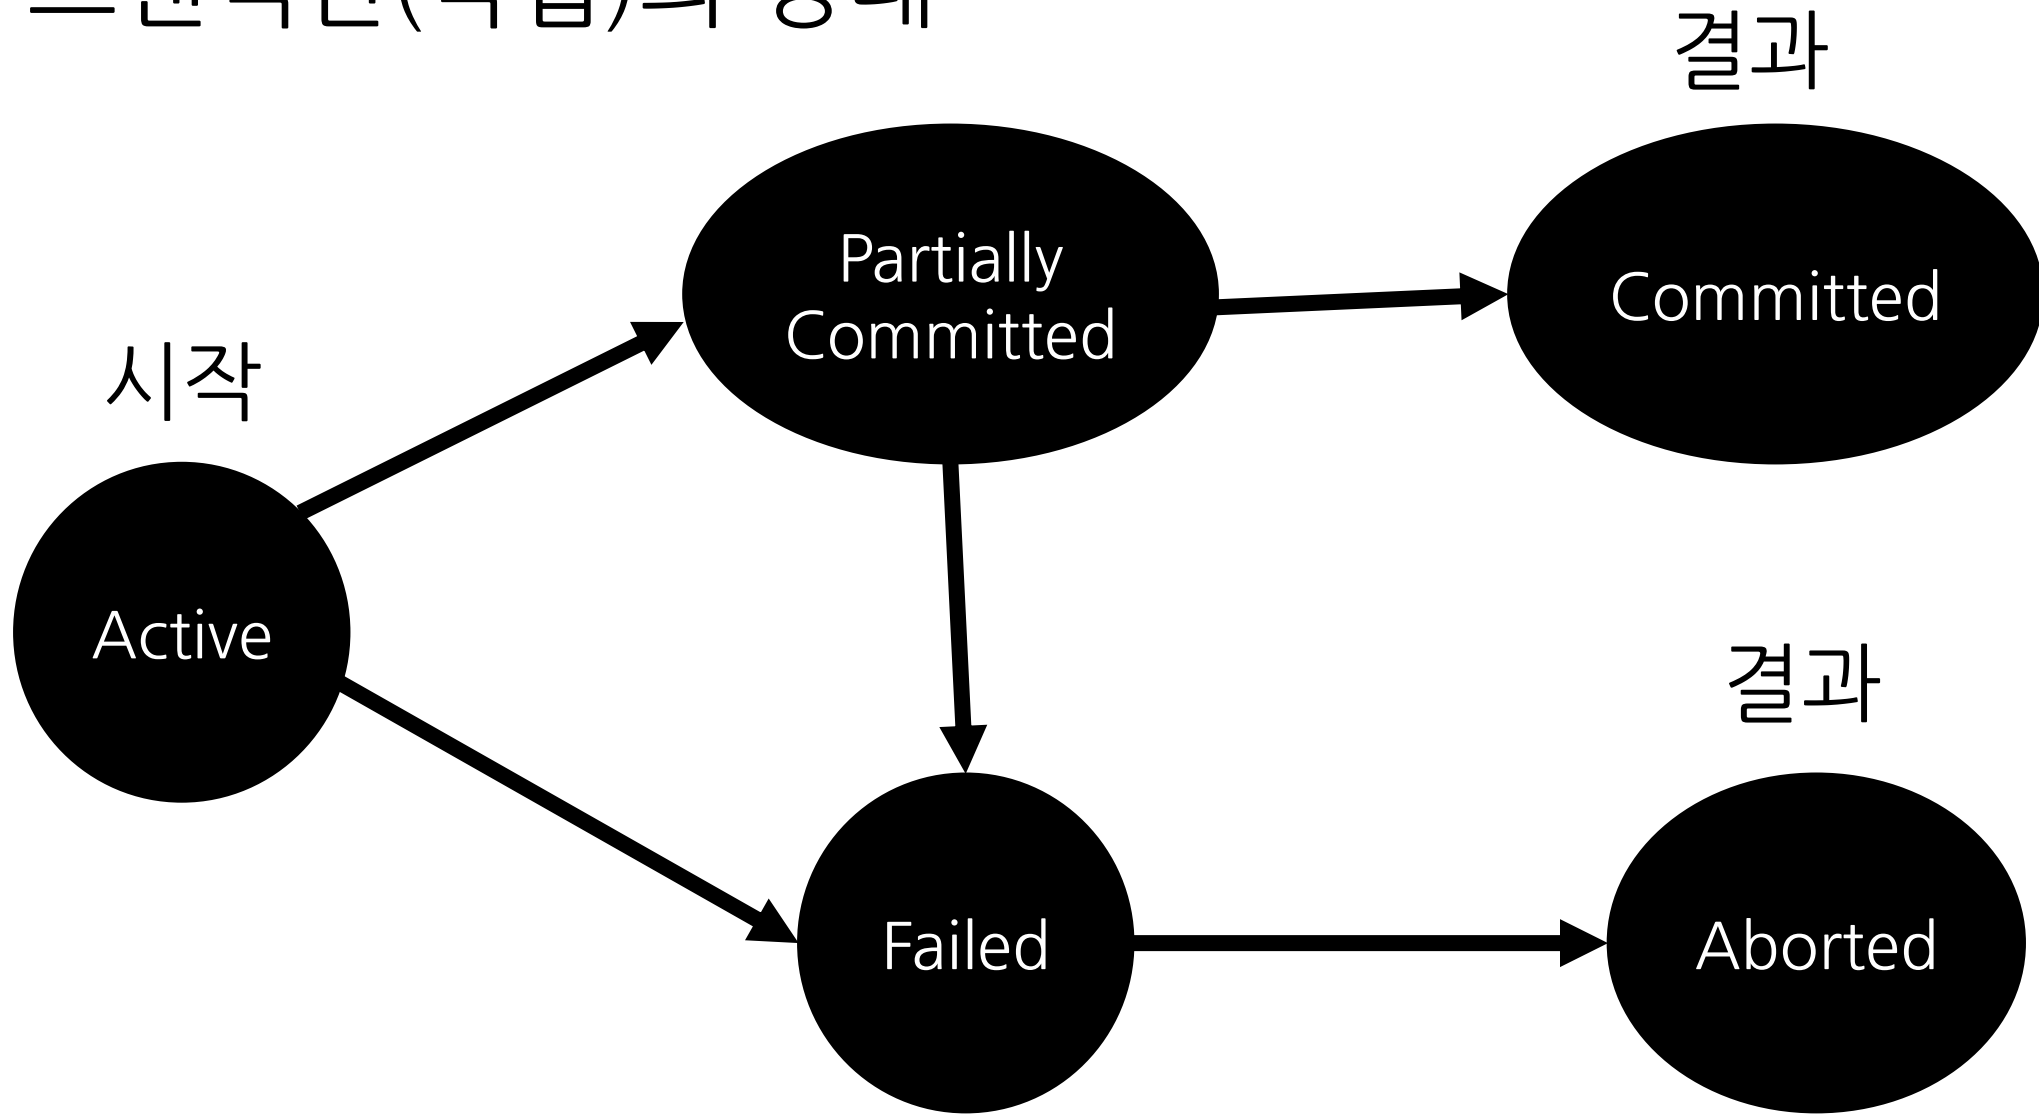 결과
Partially
Committed
Committed
시작
Active
결과
Failed
Aborted